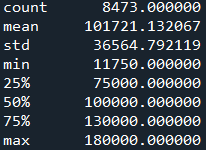 count 8473.000000
mean 101721.132067
std 36564.792119
min 11750.000000
25% 75000.000000
50% 100000.000000
75% 130000.000000
max 180000.000000